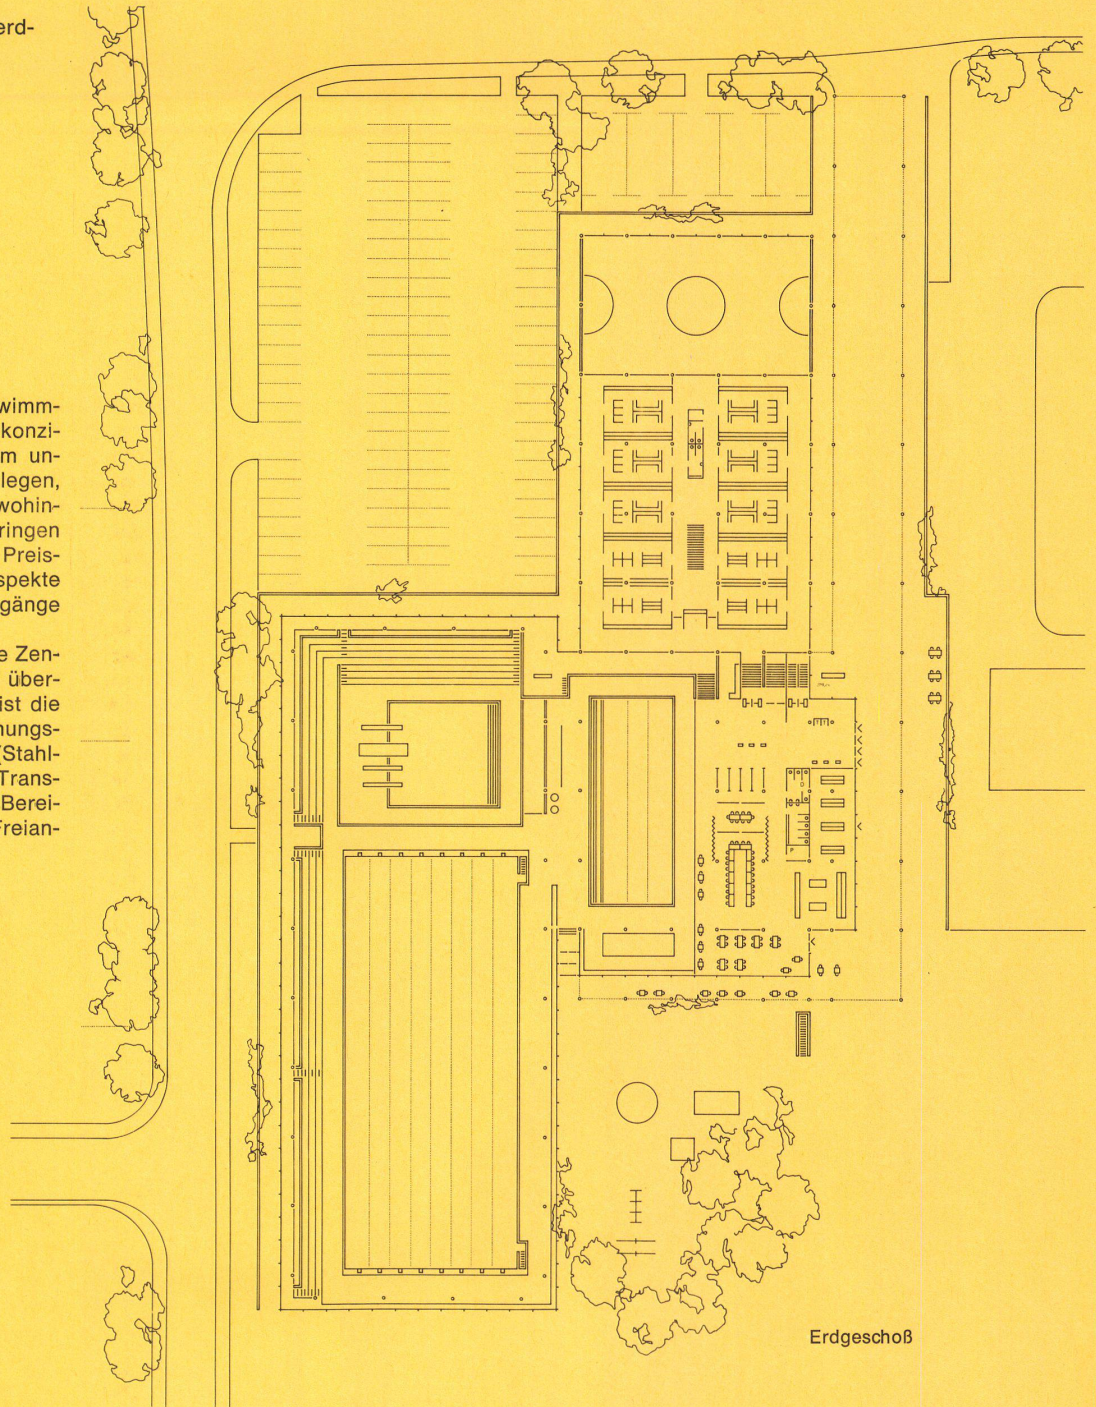 erd-
wimm-
konzi-
m un-
legen,
wohin-
ringen
Preis-
spekte
gänge
e Zen-
über-
ist die
nungs-
(Stahl-
Trans-
Berei-
Freian-
Erdgeschoß